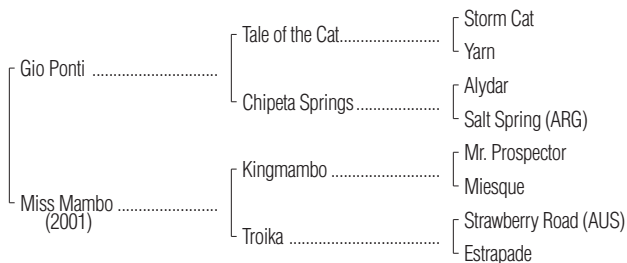 Storm Cat
Tale of the Cat
Yarn
Gio Ponti
Alydar
Chipeta Springs
Salt Spring (ARG)
Mr. Prospector
Kingmambo
Miesque
Miss Mambo
(2001)
Strawberry Road (AUS)
Troika
Estrapade